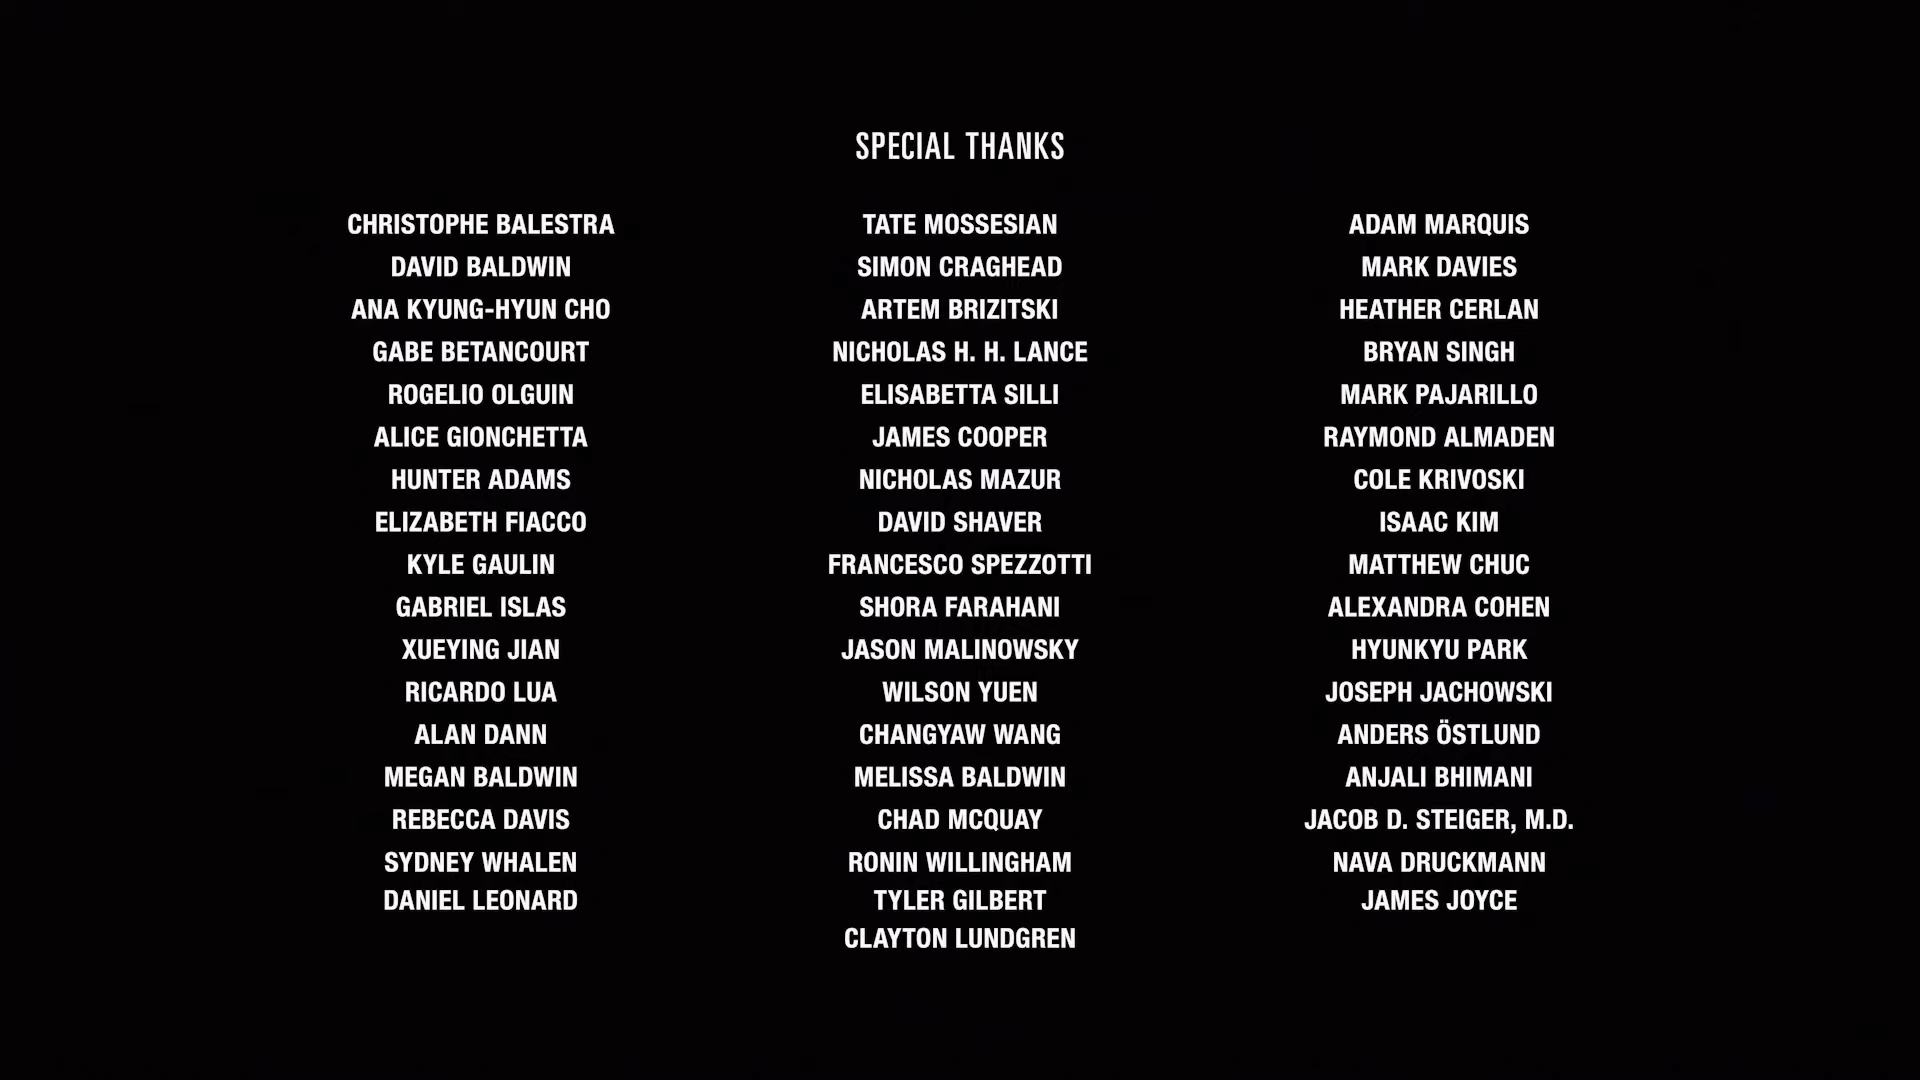 SPECIAL THANKS
CHRISTOPHE BALESTRA
DAVID BALDWIN
ANA KYUNG-HYUN CHO
GABE BETANCOURT
ROGELIO OLGUIN
ALICE GIONCHETTA
HUNTER ADAMS
ELIZABETH FIACCO
KYLE GAULIN
GABRIEL ISLAS
XUEYING JIAN
RICARDO LUA
ALAN DANN
MEGAN BALDWIN
REBECCA DAVIS
SYDNEY WHALEN
DANIEL LEONARD
TATE MOSSESIAN
SIMON CRAGHEAD
ARTEM BRIZITSKI
NICHOLAS H. H. LANCE
ELISABETTA SILLI
JAMES COOPER
NICHOLAS MAZUR
DAVID SHAVER
FRANCESCO SPEZZOTTI
SHORA FARAHANI
JASON MALINOWSKY
WILSON YUEN
CHANGYAW WANG
MELISSA BALDWIN
CHAD MCQUAY
RONIN WILLINGHAM
TYLER GILBERT
CLAYTON LUNDGREN
ADAM MARQUIS
MARK DAVIES
HEATHER CERLAN
BRYAN SINGH
MARK PAJARILLO
RAYMOND ALMADEN
COLE KRIVOSKI
ISAAC KIM
MATTHEW CHUC
ALEXANDRA COHEN
HYUNKYU PARK
JOSEPH JACHOWSKI
ANDERS ÖSTLUND
ANJALI BHIMANI
JACOB D. STEIGER, M.D.
NAVA DRUCKMANN
JAMES JOYCE